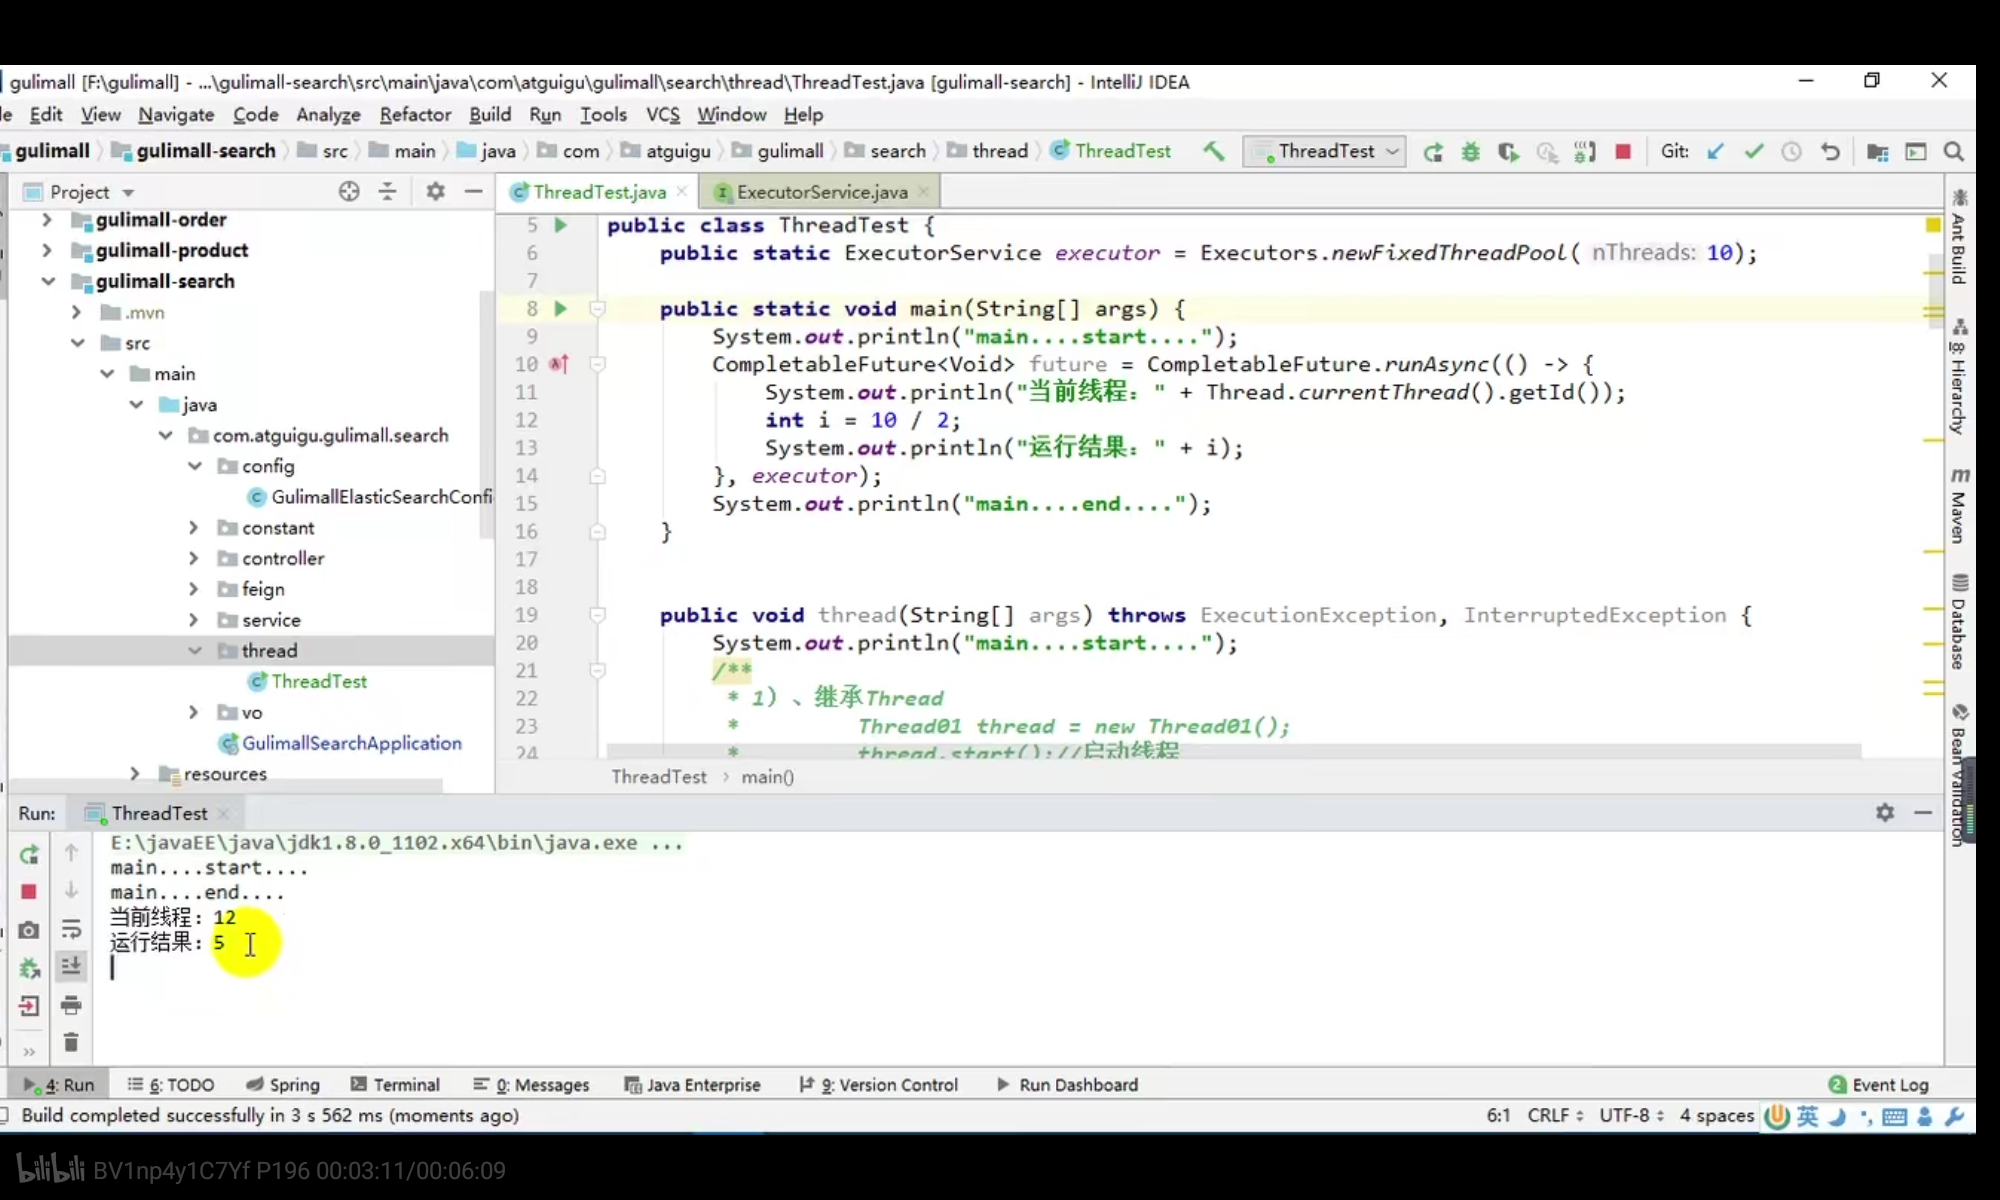 gulimall [F:\gulimall] - ...\gulimall-search\src\main\java\com\atguigu\gulimall\search\thread\ThreadTest.java [gulimall-search] - IntelliJ IDEA
Edit View Navigate Code Analyze Refactor Build Run Tools VCS Window Help
gulimall gulimall-search src main java com atguigu gulimall search thread ThreadTest ThreadTest Git:
Project
ThreadTest.java ExecutorService.java
gulimall-order
gulimall-product
gulimall-search
.mvn
src
main
java
com.atguigu.gulimall.search
config
GulimallElasticSearchConfi
constant
controller
feign
service
thread
ThreadTest
vo
GulimallSearchApplication
resources
5 public class ThreadTest {
6 public static ExecutorService executor = Executors.newFixedThreadPool( nThreads: 10);
7
8 public static void main(String[] args) {
9 System.out.println("main....start....");
10 CompletableFuture<Void> future = CompletableFuture.runAsync(() -> {
11 System.out.println("当前线程：" + Thread.currentThread().getId());
12 int i = 10 / 2;
13 System.out.println("运行结果：" + i);
14 }, executor);
15 System.out.println("main....end....");
16 }
17
18
19 public void thread(String[] args) throws ExecutionException, InterruptedException {
20 System.out.println("main....start....");
21 /**
22 * 1）、继承Thread
23 * Thread01 thread = new Thread01();
24 * thread.start();//启动线程
ThreadTest main()
Ant Build
8: Hierarchy
m Maven
Database
Bean Validation
Run: ThreadTest
E:\javaEE\java\jdk1.8.0_1102.x64\bin\java.exe ...
main....start....
main....end....
当前线程：12
运行结果：5
4: Run 6: TODO Spring Terminal 0: Messages Java Enterprise 9: Version Control Run Dashboard 2 Event Log
Build completed successfully in 3 s 562 ms (moments ago) 6:1 CRLF UTF-8 4 spaces 英
bilibili BV1np4y1C7Yf P196 00:03:11/00:06:09